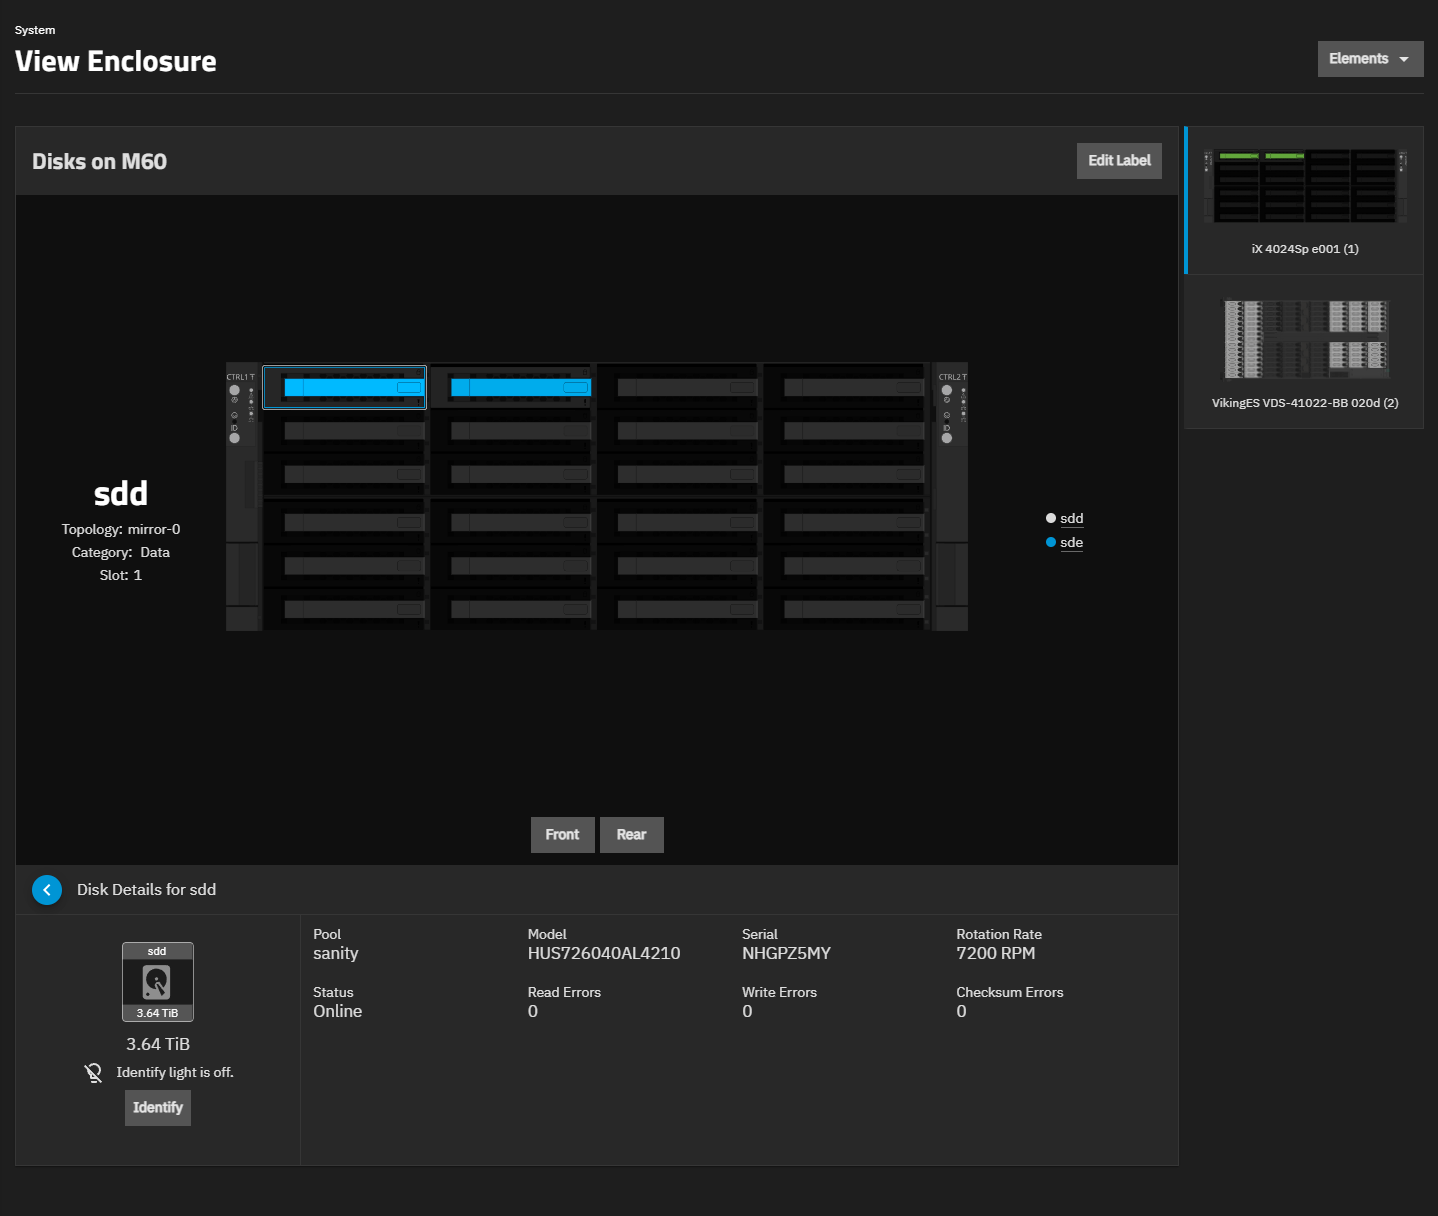 System
View Enclosure
Elements
Disks on M60
Edit Label
iX 4024Sp e001 (1)
VikingES VDS-41022-BB 020d (2)
CTRL1
CTRL2
ID
ID
sdd
Topology: mirror-0
Category: Data
Slot: 1
sdd
sde
Front
Rear
Disk Details for sdd
sdd
3.64 TiB
3.64 TiB
Identify light is off.
Identify
Pool
sanity
Model
HUS726040AL4210
Serial
NHGPZ5MY
Rotation Rate
7200 RPM
Status
Online
Read Errors
0
Write Errors
0
Checksum Errors
0